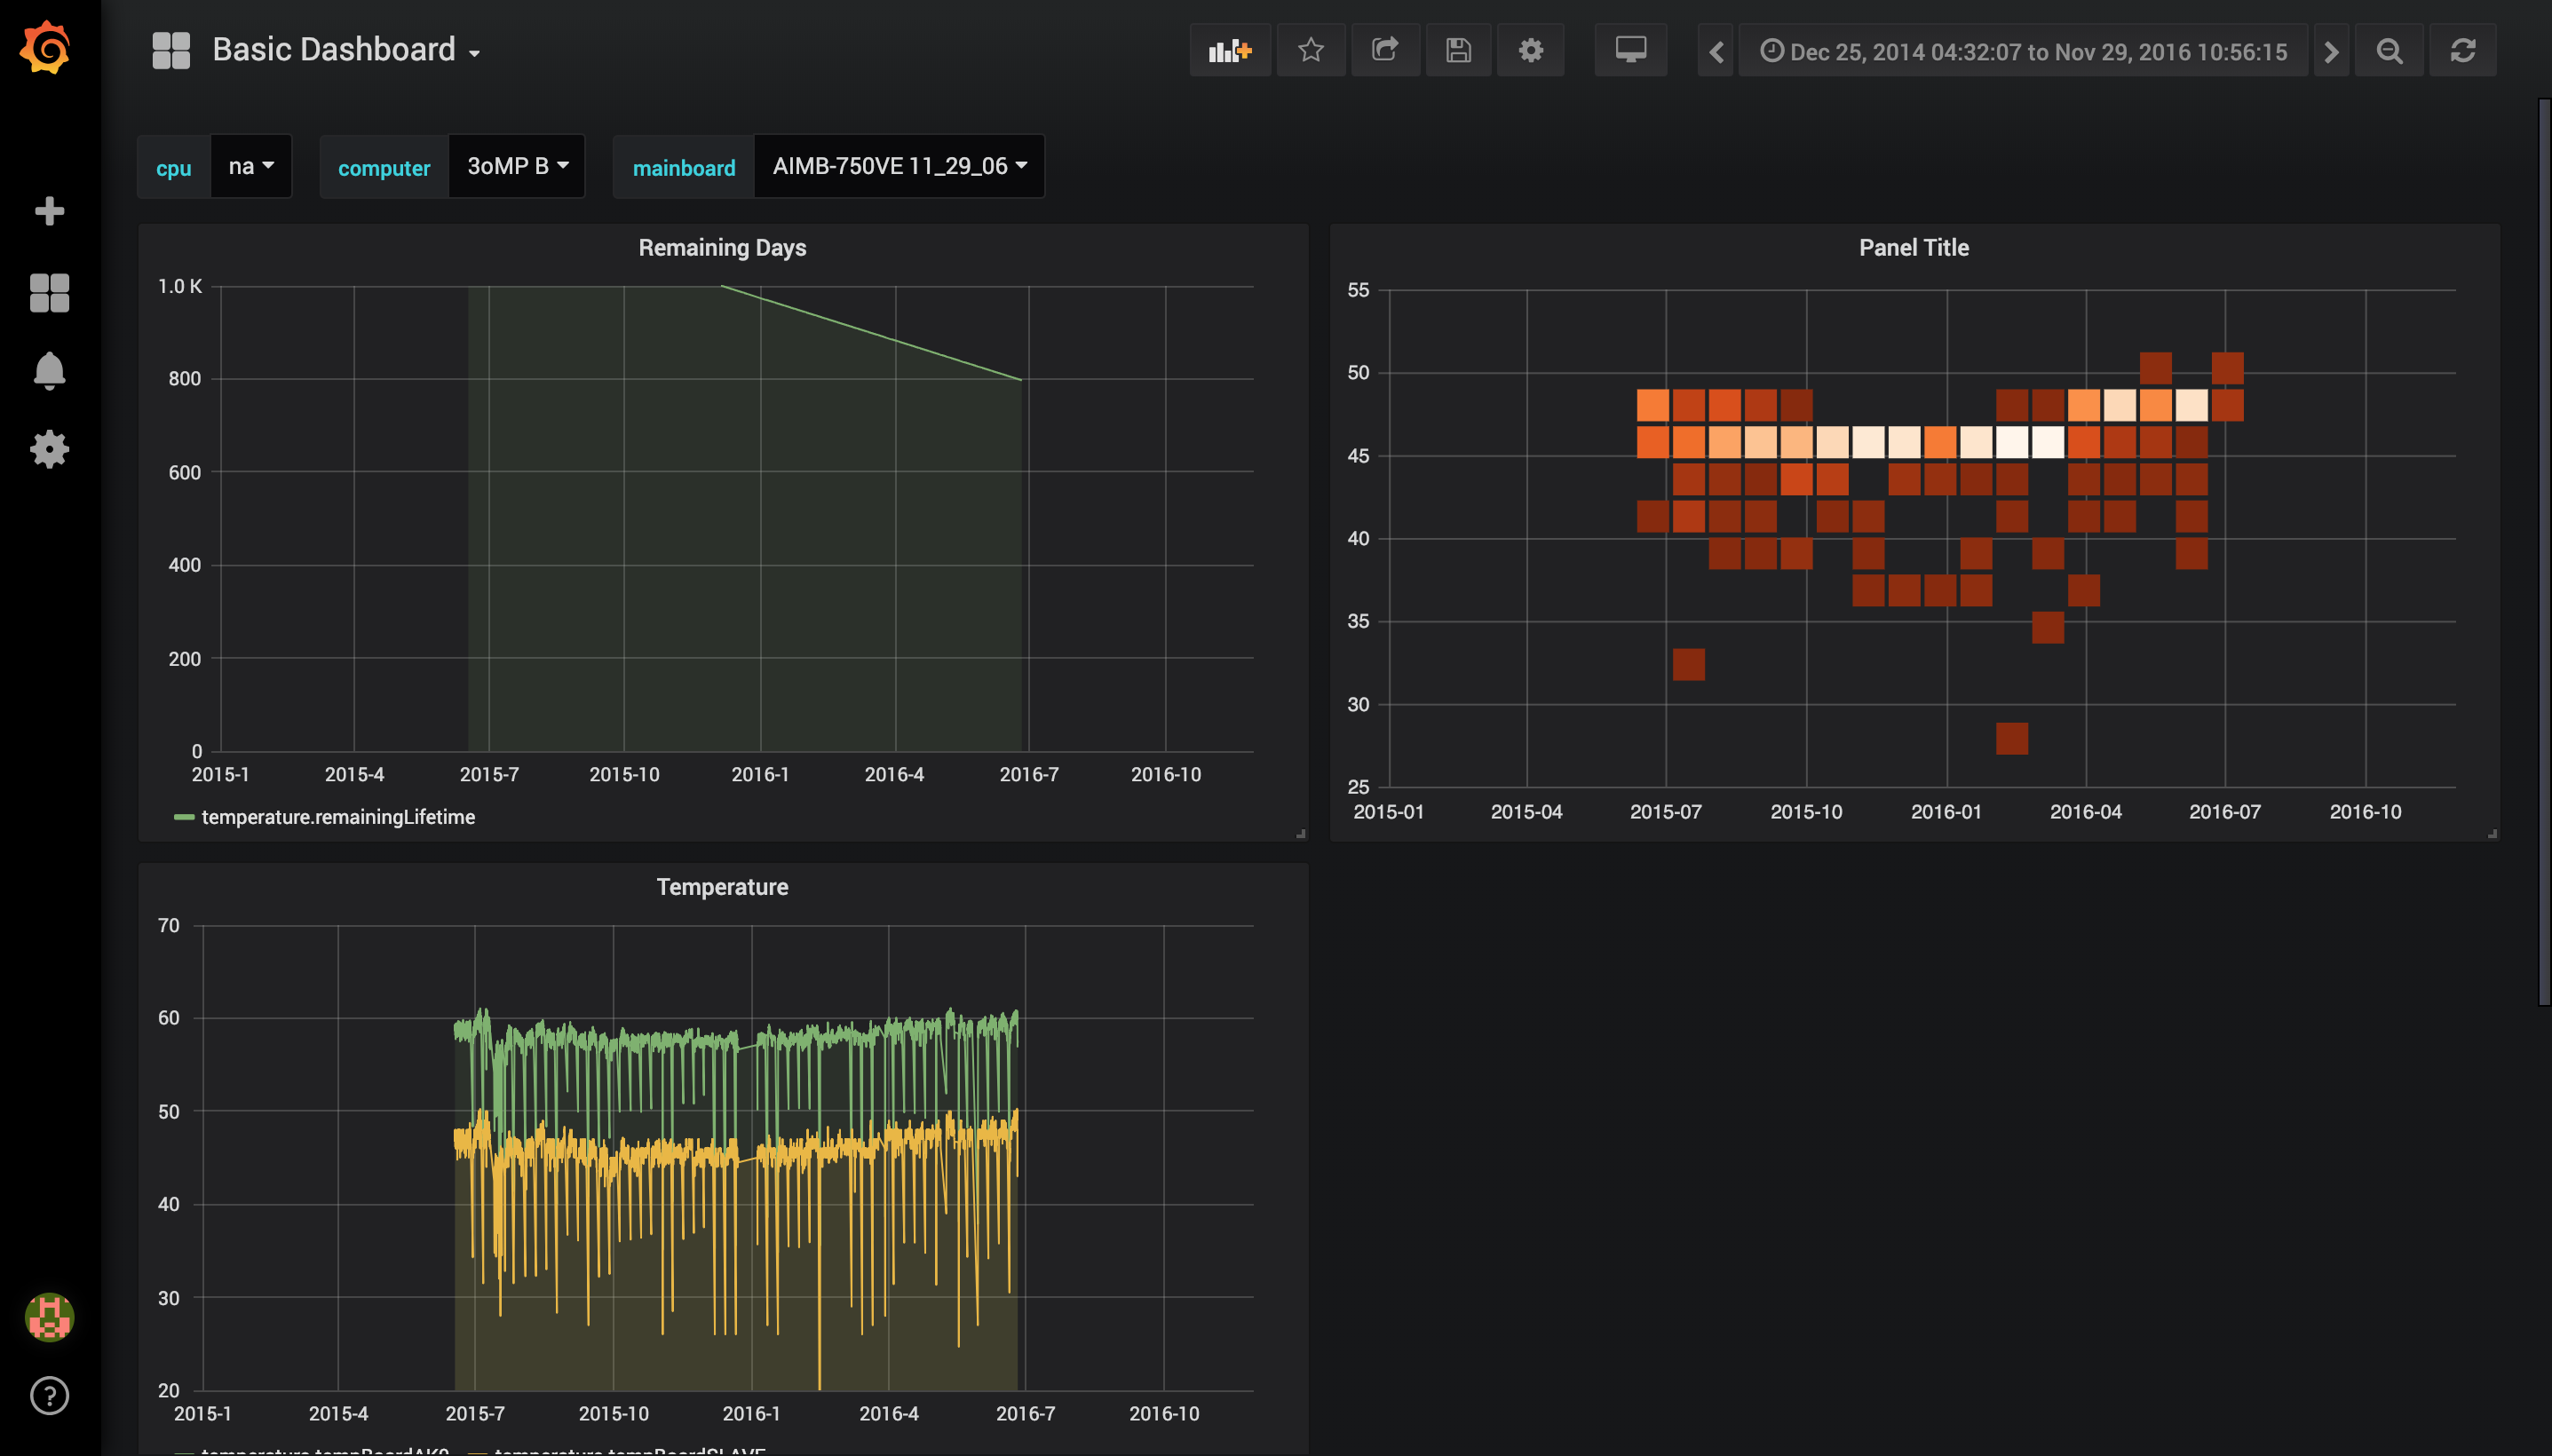 Basic Dashboard
Dec 25, 2014 04:32:07 to Nov 29, 2016 10:56:15
cpu na computer 3oMP B mainboard AIMB-750VE 11_29_06
Remaining Days
1.0 K
800
600
400
200
0
2015-1 2015-4 2015-7 2015-10 2016-1 2016-4 2016-7 2016-10
temperature.remainingLifetime
Panel Title
55
50
45
40
35
30
25
2015-01 2015-04 2015-07 2015-10 2016-01 2016-04 2016-07 2016-10
Temperature
70
60
50
40
30
20
2015-1 2015-4 2015-7 2015-10 2016-1 2016-4 2016-7 2016-10
temperature.tempBoardSLAVE